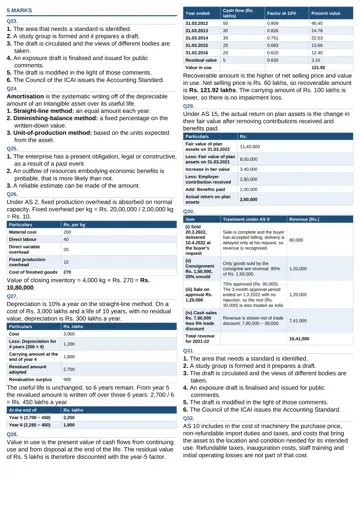 5 MARKS
Q23.
1. The area that needs a standard is identified.
2. A study group is formed and it prepares a draft.
3. The draft is circulated and the views of different bodies are
taken.
4. An exposure draft is finalised and issued for public
comments.
5. The draft is modified in the light of those comments.
6. The Council of the ICAI issues the Accounting Standard.
Q24.
Amortisation is the systematic writing off of the depreciable
amount of an intangible asset over its useful life.
1. Straight-line method: an equal amount each year.
2. Diminishing-balance method: a fixed percentage on the
written-down value.
3. Unit-of-production method: based on the units expected
from the asset.
Q25.
1. The enterprise has a present obligation, legal or constructive,
as a result of a past event.
2. An outflow of resources embodying economic benefits is
probable, that is more likely than not.
3. A reliable estimate can be made of the amount.
Q26.
Under AS 2, fixed production overhead is absorbed on normal
capacity. Fixed overhead per kg = Rs. 20,00,000 / 2,00,000 kg
= Rs. 10.
Particulars Rs. per kg
Material cost 200
Direct labour 40
Direct variable overhead 20
Fixed production overhead 10
Cost of finished goods 270
Value of closing inventory = 4,000 kg × Rs. 270 = Rs.
10,80,000.
Q27.
Depreciation is 10% a year on the straight-line method. On a
cost of Rs. 3,000 lakhs and a life of 10 years, with no residual
value, depreciation is Rs. 300 lakhs a year.
Particulars Rs. lakhs
Cost 3,000
Less: Depreciation for 4 years (300 × 4) 1,200
Carrying amount at the end of year 4 1,800
Revalued amount adopted 2,700
Revaluation surplus 900
The useful life is unchanged, so 6 years remain. From year 5
the revalued amount is written off over those 6 years: 2,700 / 6
= Rs. 450 lakhs a year.
At the end of Rs. lakhs
Year 5 (2,700 − 450) 2,250
Year 6 (2,250 − 450) 1,800
Q28.
Value in use is the present value of cash flows from continuing
use and from disposal at the end of the life. The residual value
of Rs. 5 lakhs is therefore discounted with the year-5 factor.
Year ended Cash flow (Rs. lakhs) Factor at 10% Present value
31.03.2012 50 0.909 45.45
31.03.2013 30 0.826 24.78
31.03.2014 30 0.751 22.53
31.03.2015 20 0.683 13.66
31.03.2016 20 0.620 12.40
Residual value 5 0.620 3.10
Value in use 121.92
Recoverable amount is the higher of net selling price and value
in use. Net selling price is Rs. 60 lakhs, so recoverable amount
is Rs. 121.92 lakhs. The carrying amount of Rs. 100 lakhs is
lower, so there is no impairment loss.
Q29.
Under AS 15, the actual return on plan assets is the change in
their fair value after removing contributions received and
benefits paid.
Particulars Rs.
Fair value of plan assets on 31.03.2022 11,40,000
Less: Fair value of plan assets on 31.03.2021 8,00,000
Increase in fair value 3,40,000
Less: Employer contribution received 2,80,000
Add: Benefits paid 2,00,000
Actual return on plan assets 2,60,000
Q30.
Item Treatment under AS 9 Revenue (Rs.)
(i) Sold 20.3.2022, delivered 10.4.2022 at the buyer's request Sale is complete and the buyer has accepted billing; delivery is delayed only at his request, so revenue is recognised. 60,000
(ii) Consignment Rs. 1,50,000, 20% unsold Only goods sold by the consignee are revenue: 80% of Rs. 1,50,000. 1,20,000
(iii) Sale on approval Rs. 1,20,000 75% approved (Rs. 90,000). The 3-month approval period ended on 1.3.2022 with no rejection, so the rest (Rs. 30,000) is also treated as sold. 1,20,000
(iv) Cash sales Rs. 7,80,000 less 5% trade discount Revenue is shown net of trade discount: 7,80,000 − 39,000. 7,41,000
Total revenue for 2021-22 10,41,000
Q31.
1. The area that needs a standard is identified.
2. A study group is formed and it prepares a draft.
3. The draft is circulated and the views of different bodies are
taken.
4. An exposure draft is finalised and issued for public
comments.
5. The draft is modified in the light of those comments.
6. The Council of the ICAI issues the Accounting Standard.
Q32.
AS 10 includes in the cost of machinery the purchase price,
non-refundable import duties and taxes, and costs that bring
the asset to the location and condition needed for its intended
use. Refundable taxes, inauguration costs, staff training and
initial operating losses are not part of that cost.